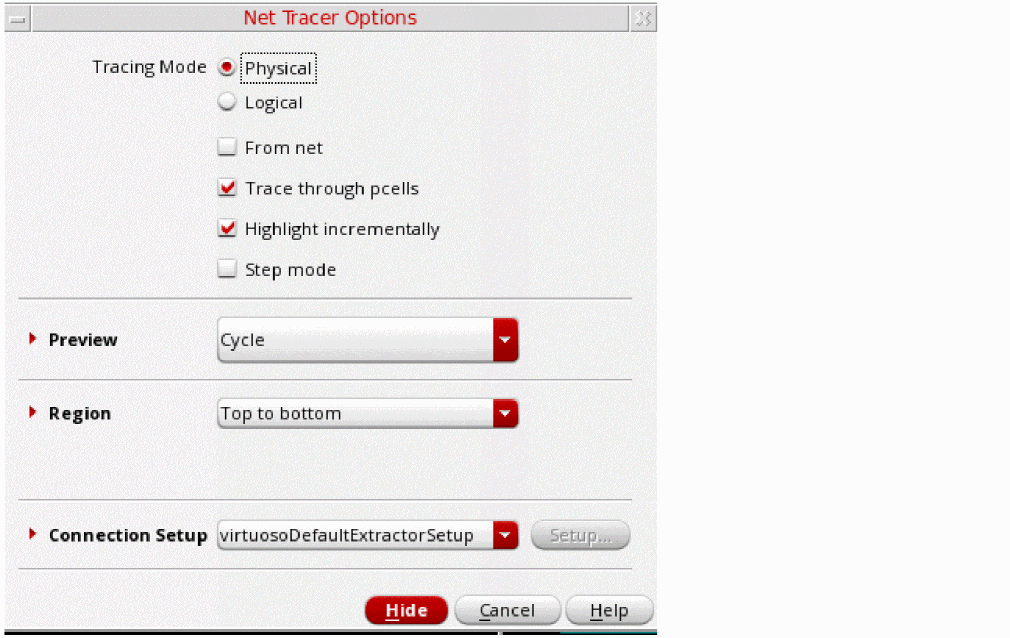 Net Tracer Options
Tracing Mode Physical
Logical
From net
Trace through pcells
Highlight incrementally
Step mode
Preview Cycle
Region Top to bottom
Connection Setup virtuosoDefaultExtractorSetup Setup...
Hide Cancel Help